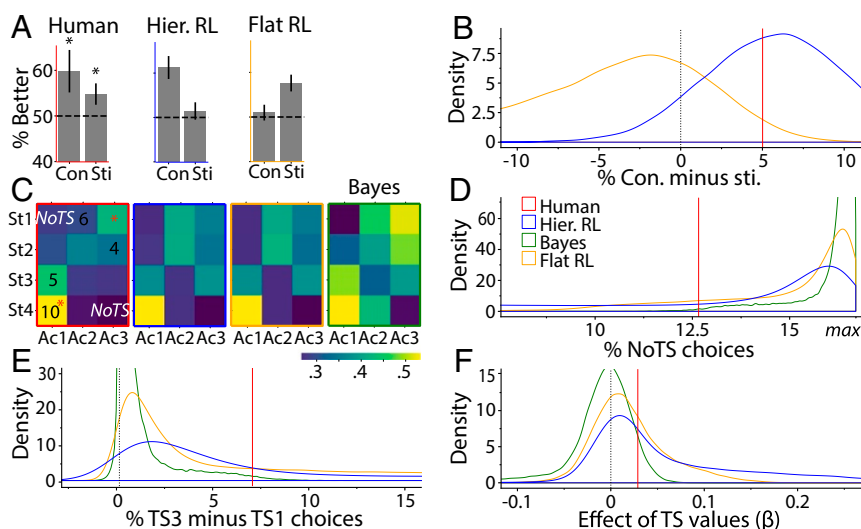 A
Human
Hier. RL
Flat RL
% Better
60
50
40
*
*
Con Sti
Con Sti
Con Sti
B
Density
7.5
5
2.5
0
-10
-5
0
5
10
% Con. minus sti.
C
Bayes
St1
St2
St3
St4
NoTS
6
*
4
5
10*
NoTS
Ac1 Ac2 Ac3
Ac1 Ac2 Ac3
Ac1 Ac2 Ac3
Ac1 Ac2 Ac3
.3
.4
.5
D
Density
60
40
20
0
Human
Hier. RL
Bayes
Flat RL
10
12.5
15
max
% NoTS choices
E
Density
30
20
10
0
0
5
10
15
% TS3 minus TS1 choices
F
Density
15
10
5
0
-0.1
0
0.1
0.2
Effect of TS values (β)